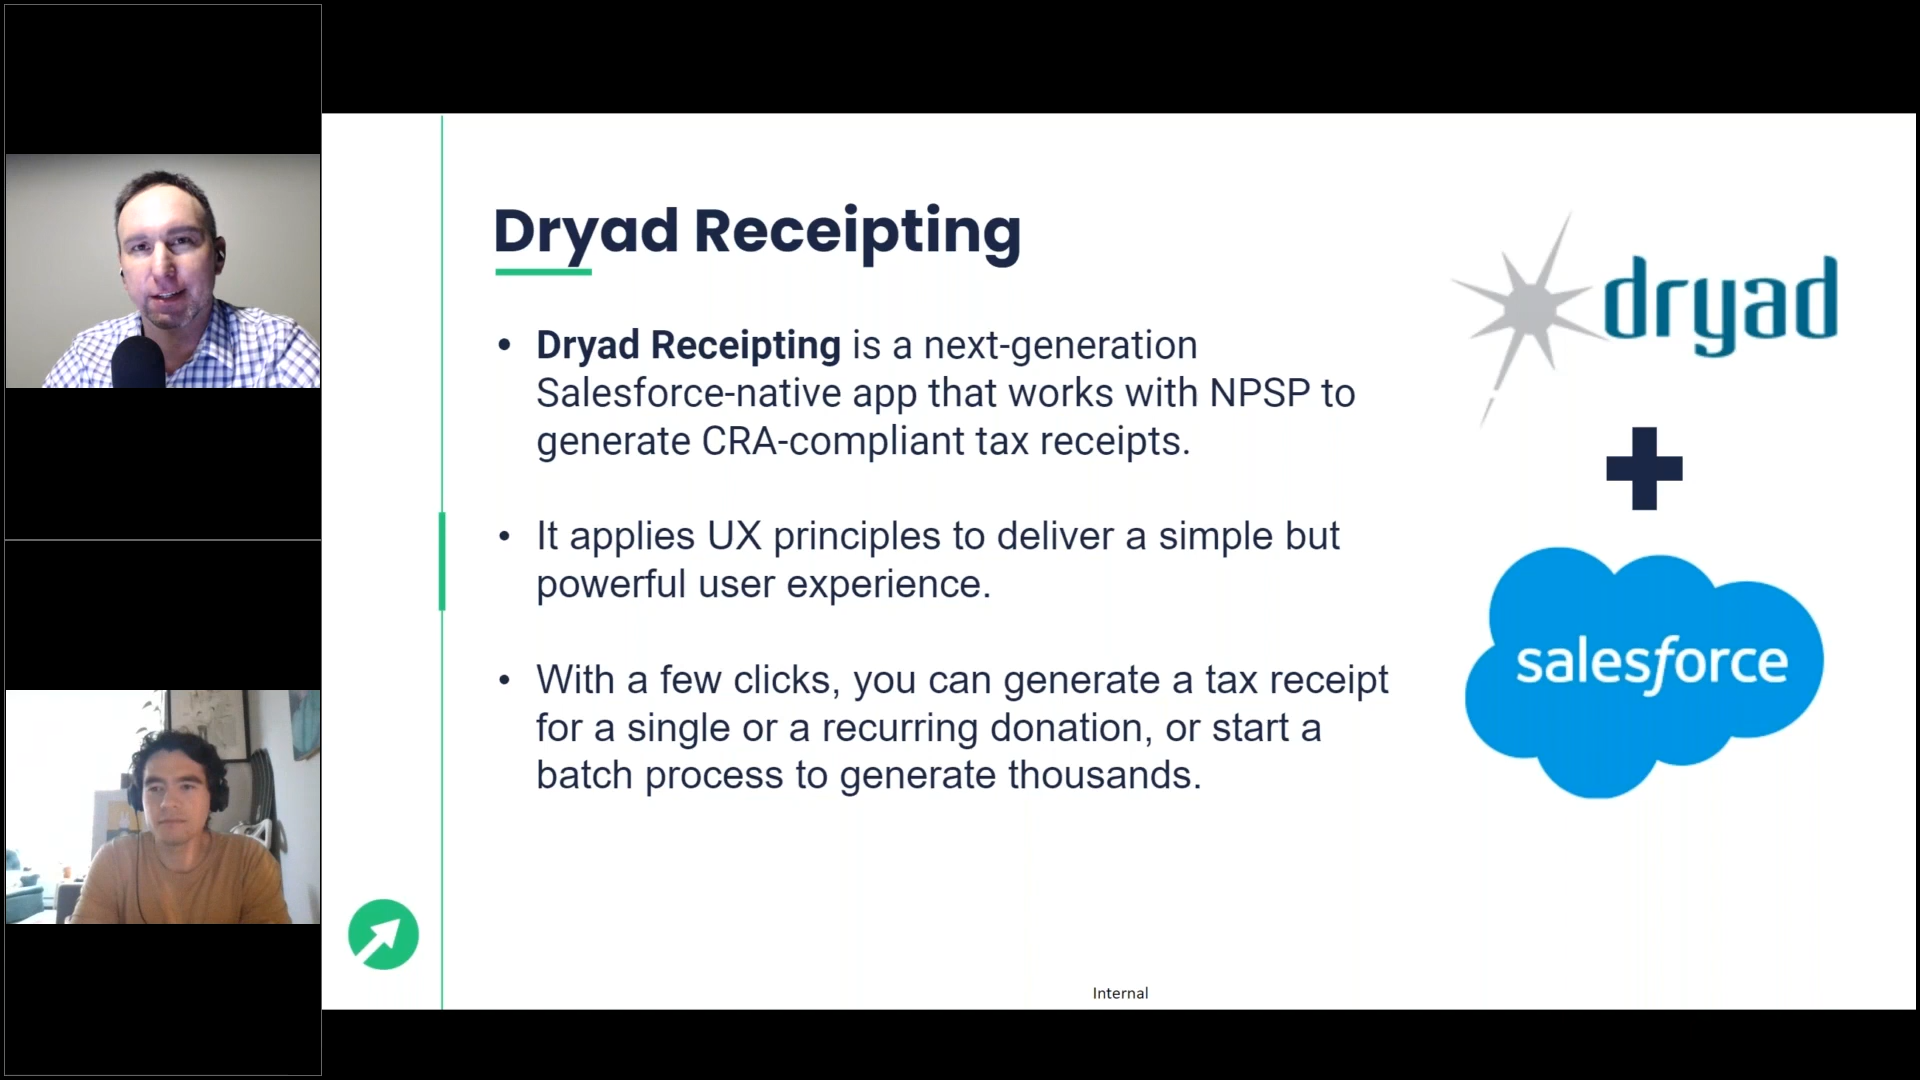 Dryad Receipting
• Dryad Receipting is a next-generation
Salesforce-native app that works with NPSP to
generate CRA-compliant tax receipts.
• It applies UX principles to deliver a simple but
powerful user experience.
• With a few clicks, you can generate a tax receipt
for a single or a recurring donation, or start a
batch process to generate thousands.
dryad
+
salesforce
Internal